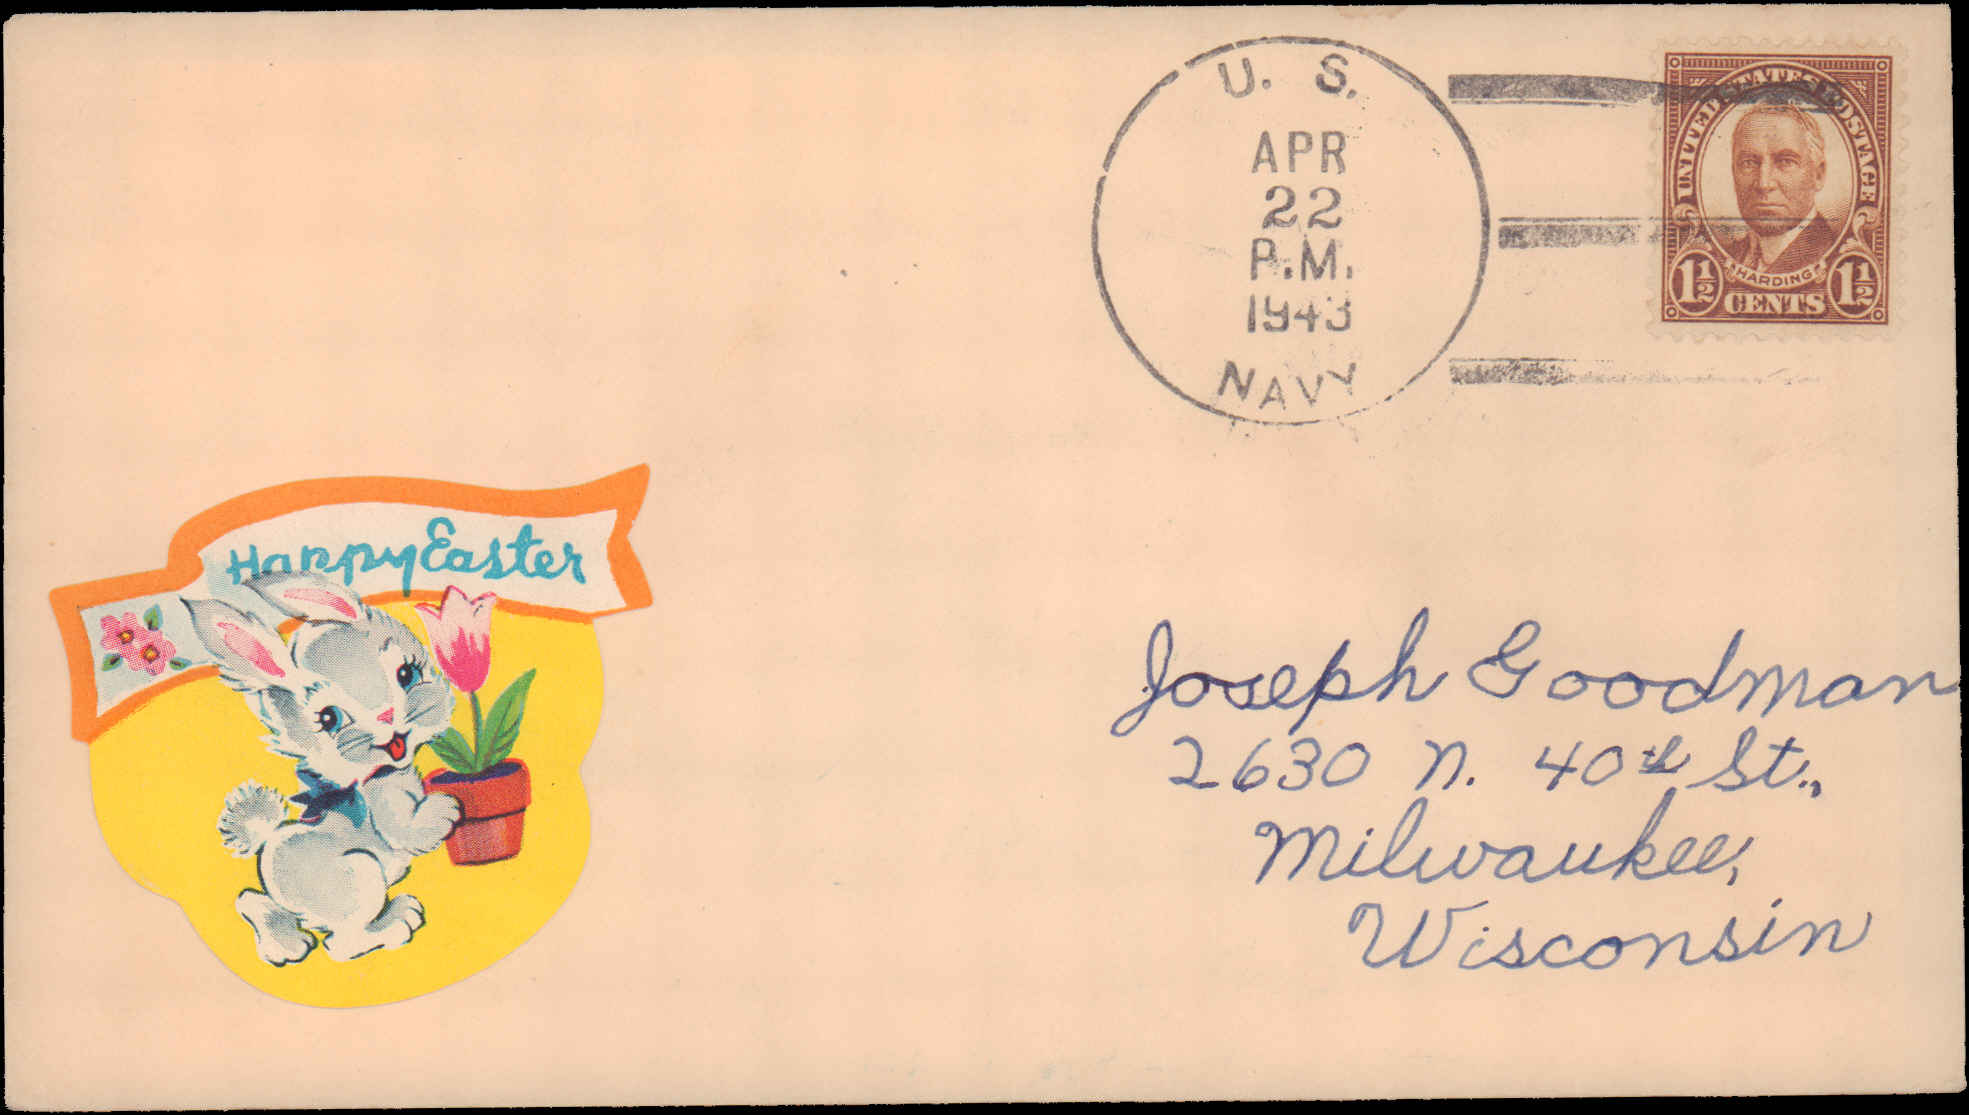 U. S.
APR
22
P.M.
1943
NAVY
UNITED STATES POSTAGE
HARDING
1½ CENTS 1½
Happy Easter
Joseph Goodman
2630 N. 40th St.,
Milwaukee,
Wisconsin